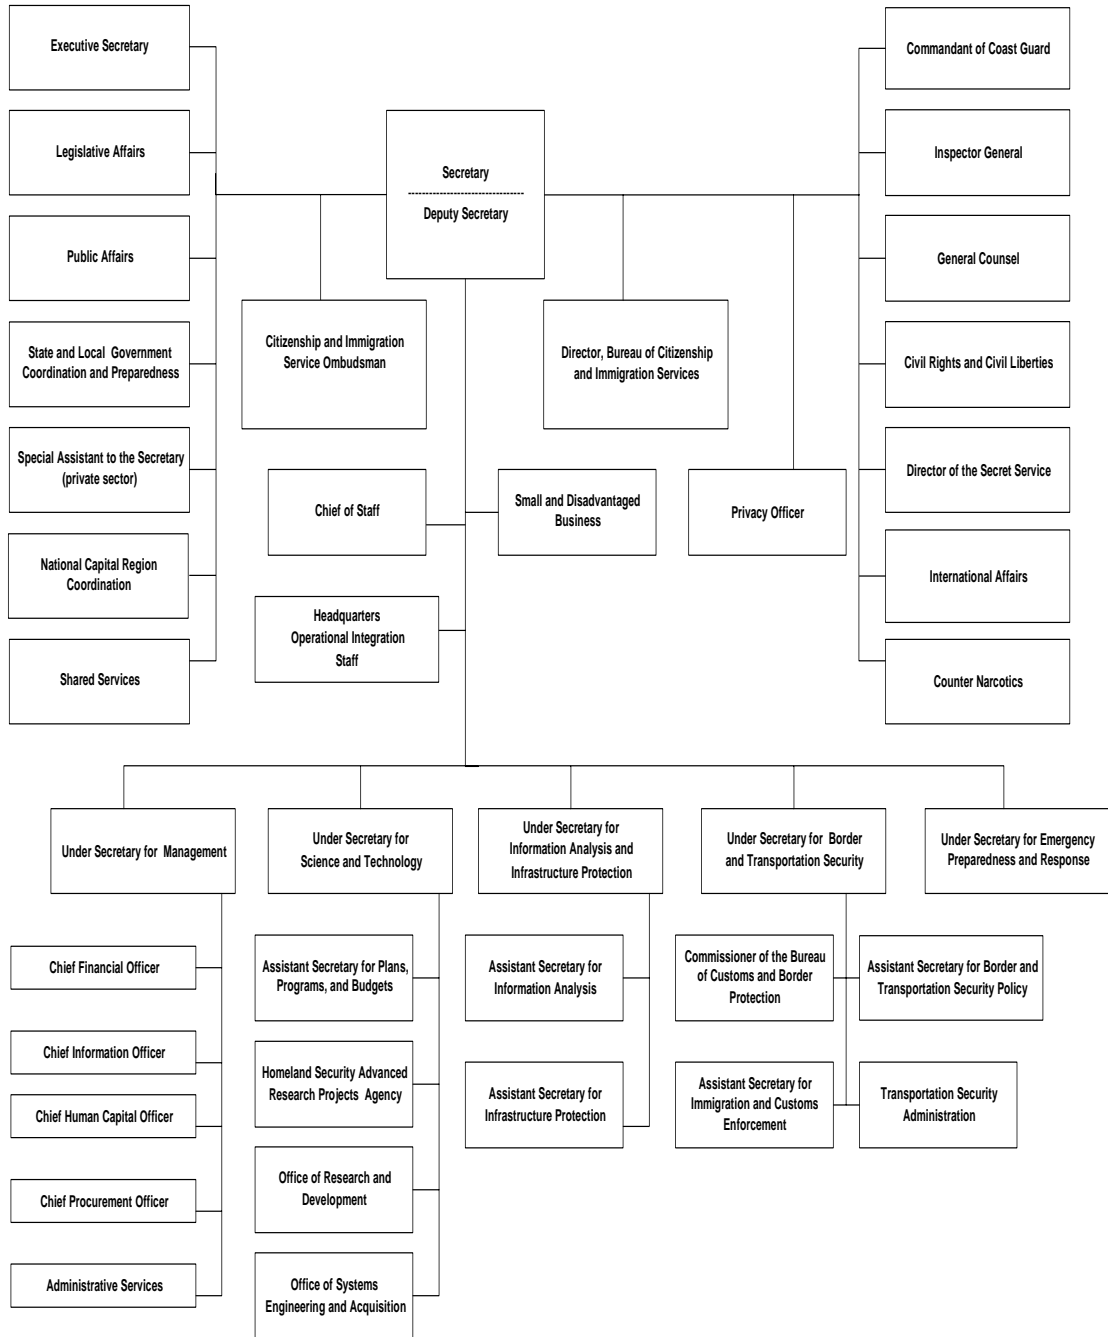 Executive Secretary
Legislative Affairs
Public Affairs
State and Local Government
Coordination and Preparedness
Special Assistant to the Secretary
(private sector)
National Capital Region
Coordination
Shared Services
Secretary
Deputy Secretary
Citizenship and Immigration
Service Ombudsman
Director, Bureau of Citizenship
and Immigration Services
Chief of Staff
Small and Disadvantaged
Business
Privacy Officer
Headquarters
Operational Integration
Staff
Commandant of Coast Guard
Inspector General
General Counsel
Civil Rights and Civil Liberties
Director of the Secret Service
International Affairs
Counter Narcotics
Under Secretary for Management
Chief Financial Officer
Chief Information Officer
Chief Human Capital Officer
Chief Procurement Officer
Administrative Services
Under Secretary for
Science and Technology
Assistant Secretary for Plans,
Programs, and Budgets
Homeland Security Advanced
Research Projects Agency
Office of Research and
Development
Office of Systems
Engineering and Acquisition
Under Secretary for
Information Analysis and
Infrastructure Protection
Assistant Secretary for
Information Analysis
Assistant Secretary for
Infrastructure Protection
Under Secretary for Border
and Transportation Security
Commissioner of the Bureau
of Customs and Border
Protection
Assistant Secretary for Border and
Transportation Security Policy
Assistant Secretary for
Immigration and Customs
Enforcement
Transportation Security
Administration
Under Secretary for Emergency
Preparedness and Response